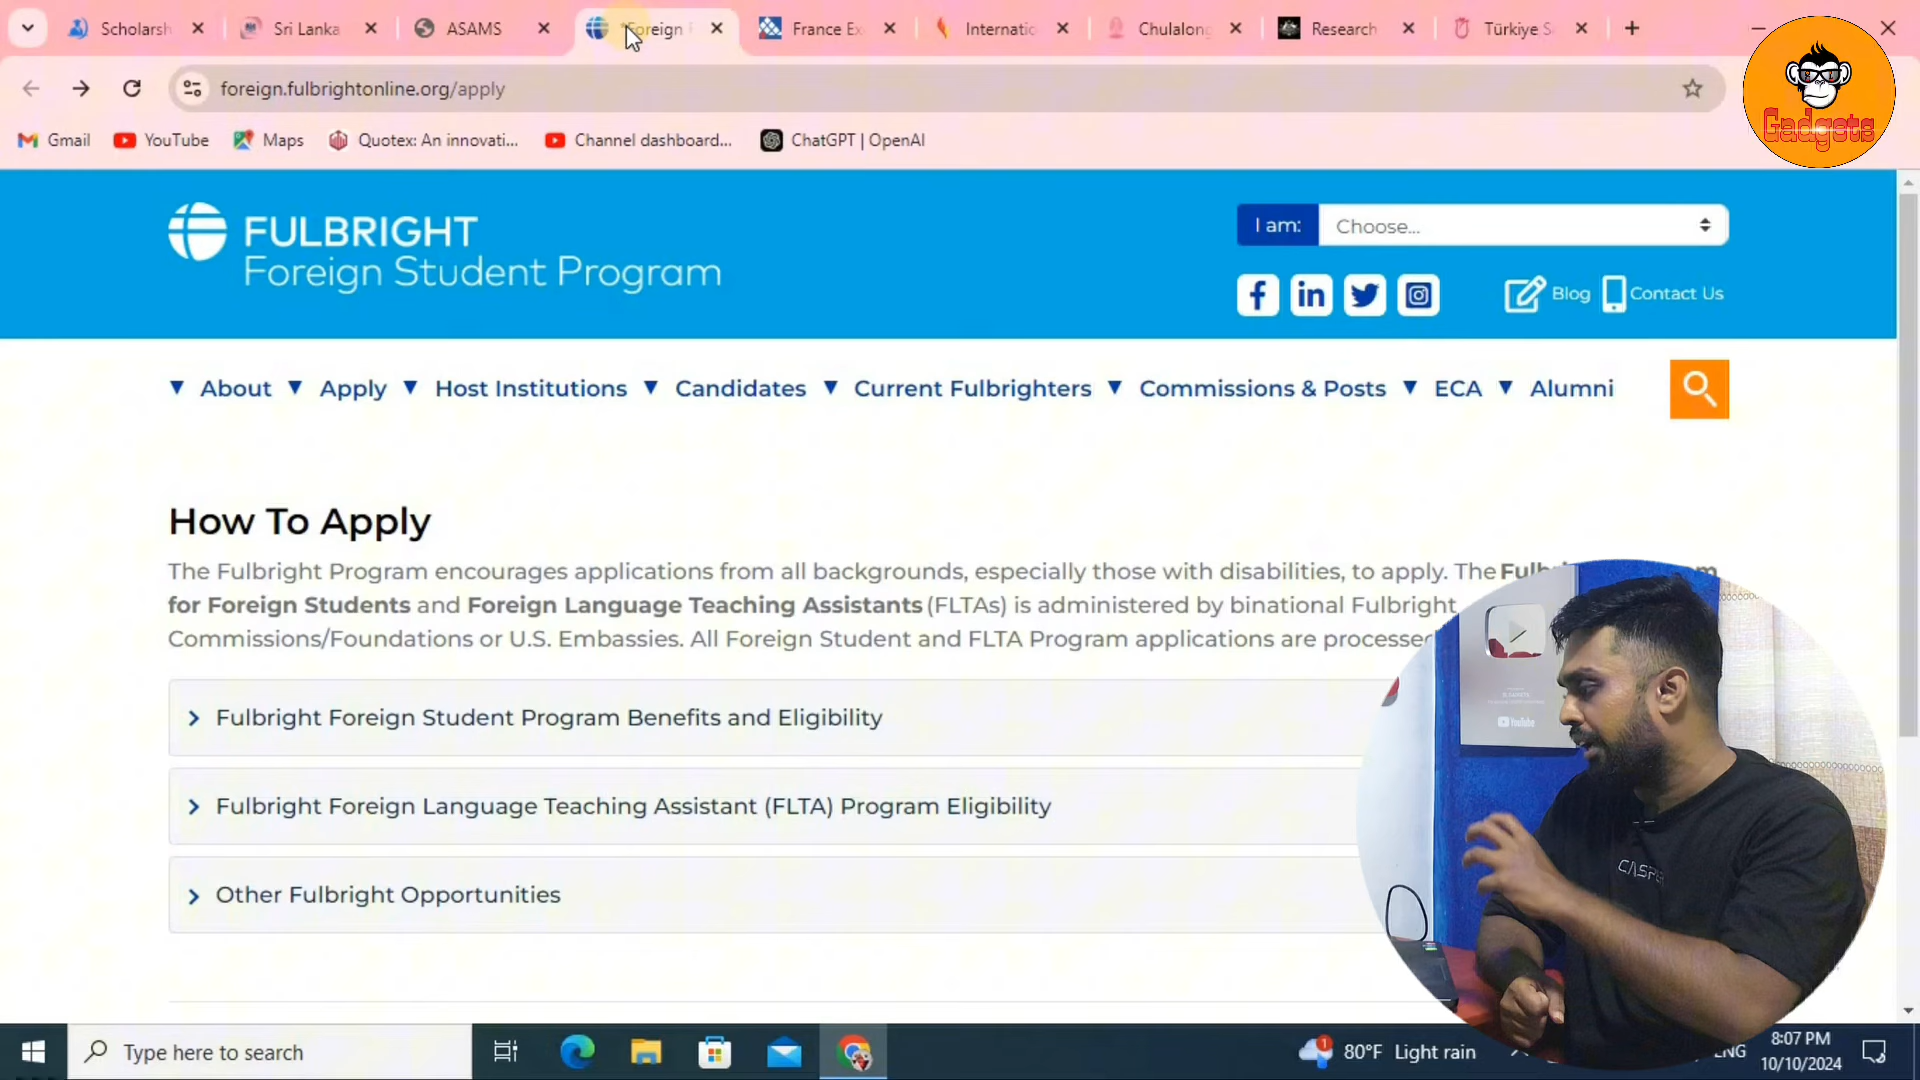 Scholarsh
Sri Lanka
ASAMS
France Ex
Internatio
Chulalong
Research
Türkiye S
foreign.fulbrightonline.org/apply
Gmail
YouTube
Maps
Quotex: An innovati...
Channel dashboard...
ChatGPT | OpenAI
Gadgets
FULBRIGHT
Foreign Student Program
I am:
Choose...
Blog
Contact Us
About
Apply
Host Institutions
Candidates
Current Fulbrighters
Commissions & Posts
ECA
Alumni
How To Apply
The Fulbright Program encourages applications from all backgrounds, especially those with disabilities, to apply. The
for Foreign Students and Foreign Language Teaching Assistants (FLTAs) is administered by binational Fulbright
Commissions/Foundations or U.S. Embassies. All Foreign Student and FLTA Program applications are processed
Fulbright Foreign Student Program Benefits and Eligibility
Fulbright Foreign Language Teaching Assistant (FLTA) Program Eligibility
Other Fulbright Opportunities
YouTube
Type here to search
1
80°F Light rain
8:07 PM
10/10/2024